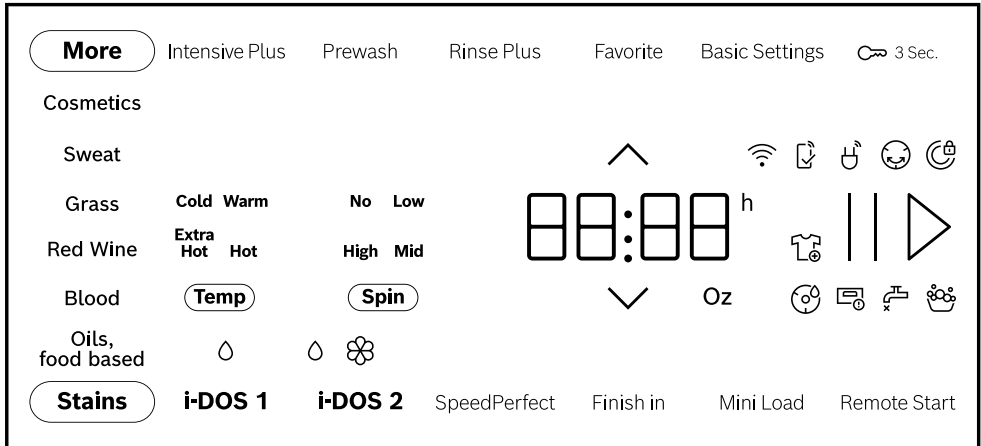 More Intensive Plus Prewash Rinse Plus Favorite Basic Settings 3 Sec.
Cosmetics
Sweat
Grass Cold Warm No Low
88:88 h
Red Wine Extra Hot Hot High Mid
Blood Temp Spin Oz
Oils,
food based
Stains i-DOS 1 i-DOS 2 SpeedPerfect Finish in Mini Load Remote Start